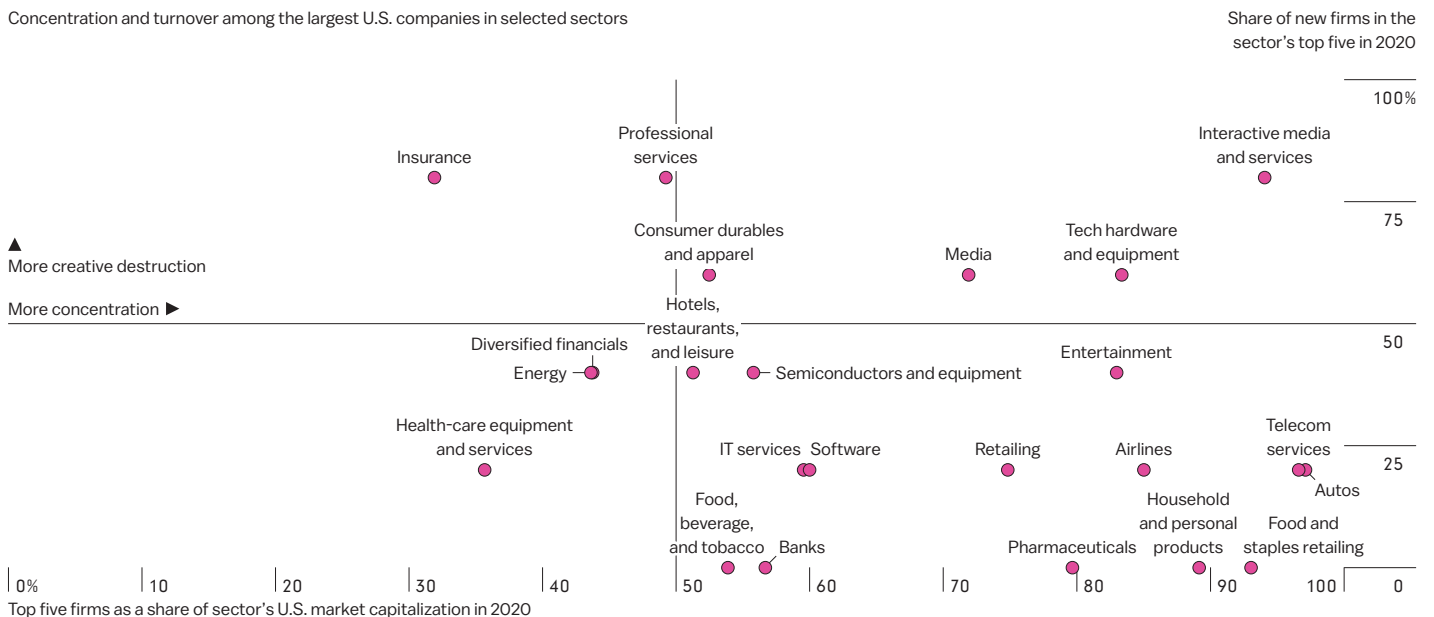 Concentration and turnover among the largest U.S. companies in selected sectors
Share of new firms in the
sector's top five in 2020
100%
Professional
services
Interactive media
and services
Insurance
75
Consumer durables
and apparel
Media
Tech hardware
and equipment
▲
More creative destruction
More concentration ▶
50
Hotels,
restaurants,
and leisure
Diversified financials
Energy
Semiconductors and equipment
Entertainment
Health-care equipment
and services
IT services
Software
Retailing
Airlines
Telecom
services
25
Autos
Food,
beverage,
and tobacco
Banks
Pharmaceuticals
Household
and personal
products
Food and
staples retailing
0%
10
20
30
40
50
60
70
80
90
100
0
Top five firms as a share of sector's U.S. market capitalization in 2020